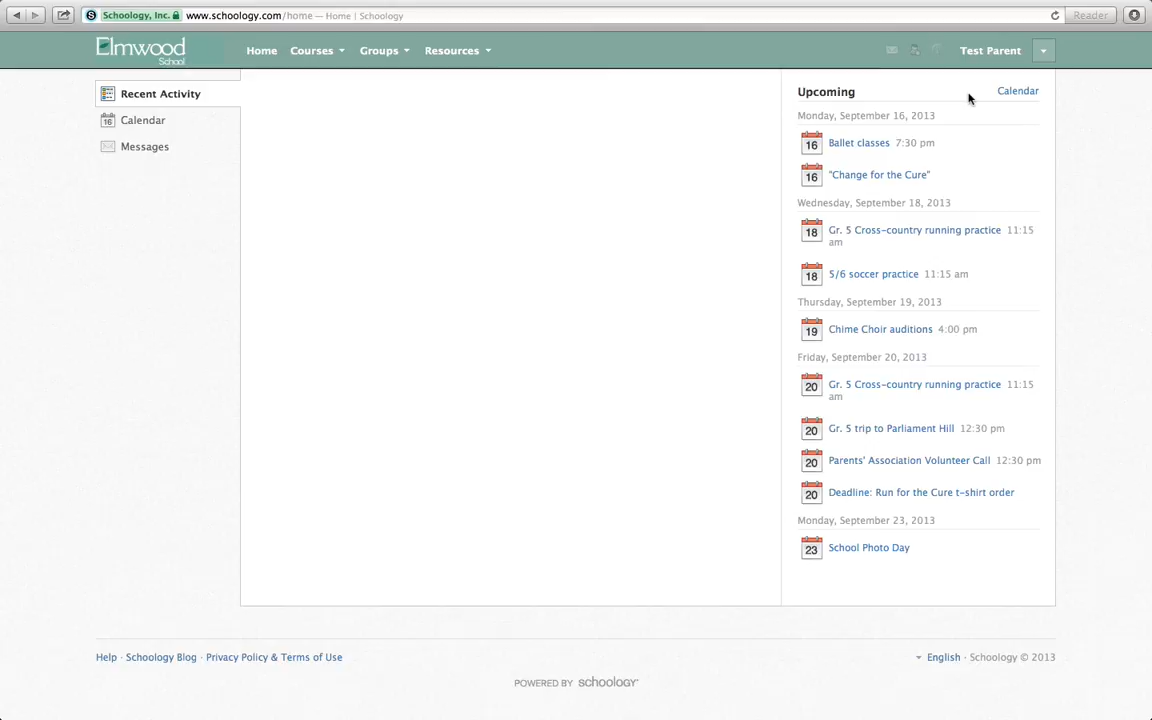 Schoology, Inc. www.schoology.com/home — Home | Schoology Reader
Elmwood
School
Home Courses Groups Resources Test Parent
Recent Activity
16 Calendar
Messages
Upcoming Calendar
Monday, September 16, 2013
16 Ballet classes 7:30 pm
16 "Change for the Cure"
Wednesday, September 18, 2013
18 Gr. 5 Cross-country running practice 11:15
am
18 5/6 soccer practice 11:15 am
Thursday, September 19, 2013
19 Chime Choir auditions 4:00 pm
Friday, September 20, 2013
20 Gr. 5 Cross-country running practice 11:15
am
20 Gr. 5 trip to Parliament Hill 12:30 pm
20 Parents' Association Volunteer Call 12:30 pm
20 Deadline: Run for the Cure t-shirt order
Monday, September 23, 2013
23 School Photo Day
Help · Schoology Blog · Privacy Policy & Terms of Use
English · Schoology © 2013
POWERED BY schoology™